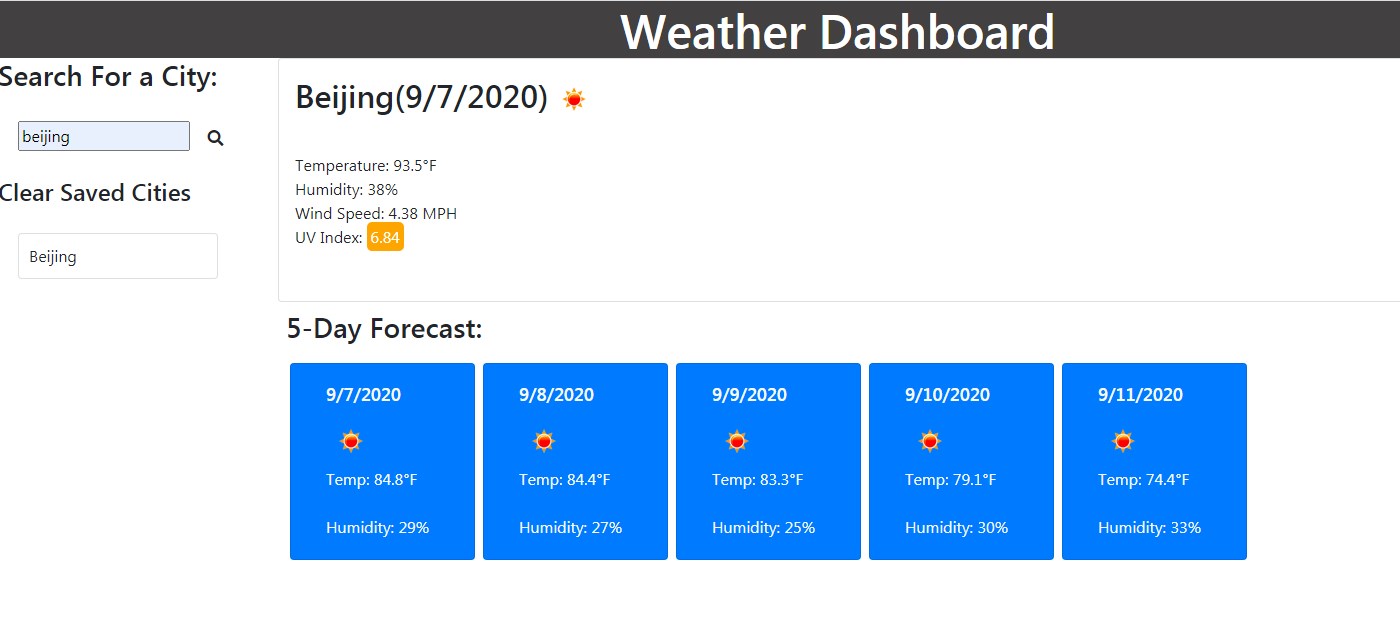 Weather Dashboard
Search For a City:
beijing
Clear Saved Cities
Beijing
Beijing(9/7/2020)
Temperature: 93.5°F
Humidity: 38%
Wind Speed: 4.38 MPH
UV Index: 6.84
5-Day Forecast:
9/7/2020
Temp: 84.8°F
Humidity: 29%
9/8/2020
Temp: 84.4°F
Humidity: 27%
9/9/2020
Temp: 83.3°F
Humidity: 25%
9/10/2020
Temp: 79.1°F
Humidity: 30%
9/11/2020
Temp: 74.4°F
Humidity: 33%